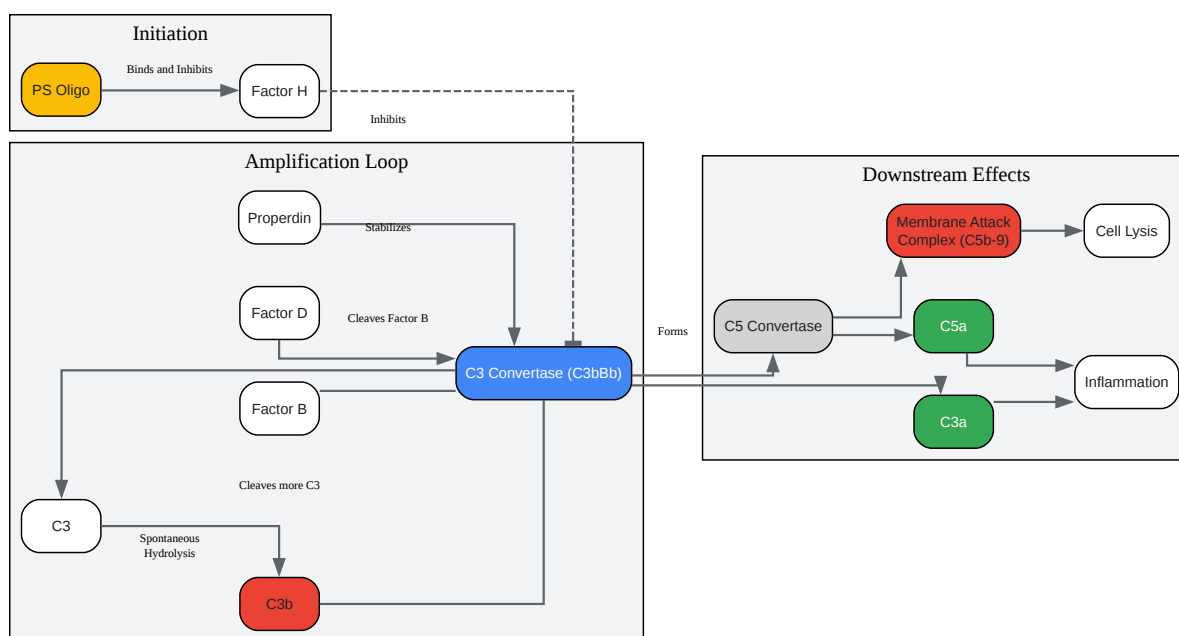 Initiation
Binds and Inhibits
PS Oligo
Factor H
Inhibits
Amplification Loop
Properdin
Stabilizes
Factor D
Cleaves Factor B
C3 Convertase (C3bBb)
Factor B
Cleaves more C3
C3
Spontaneous
Hydrolysis
C3b
Forms
Downstream Effects
Membrane Attack
Complex (C5b-9)
Cell Lysis
C5 Convertase
C5a
Inflammation
C3a